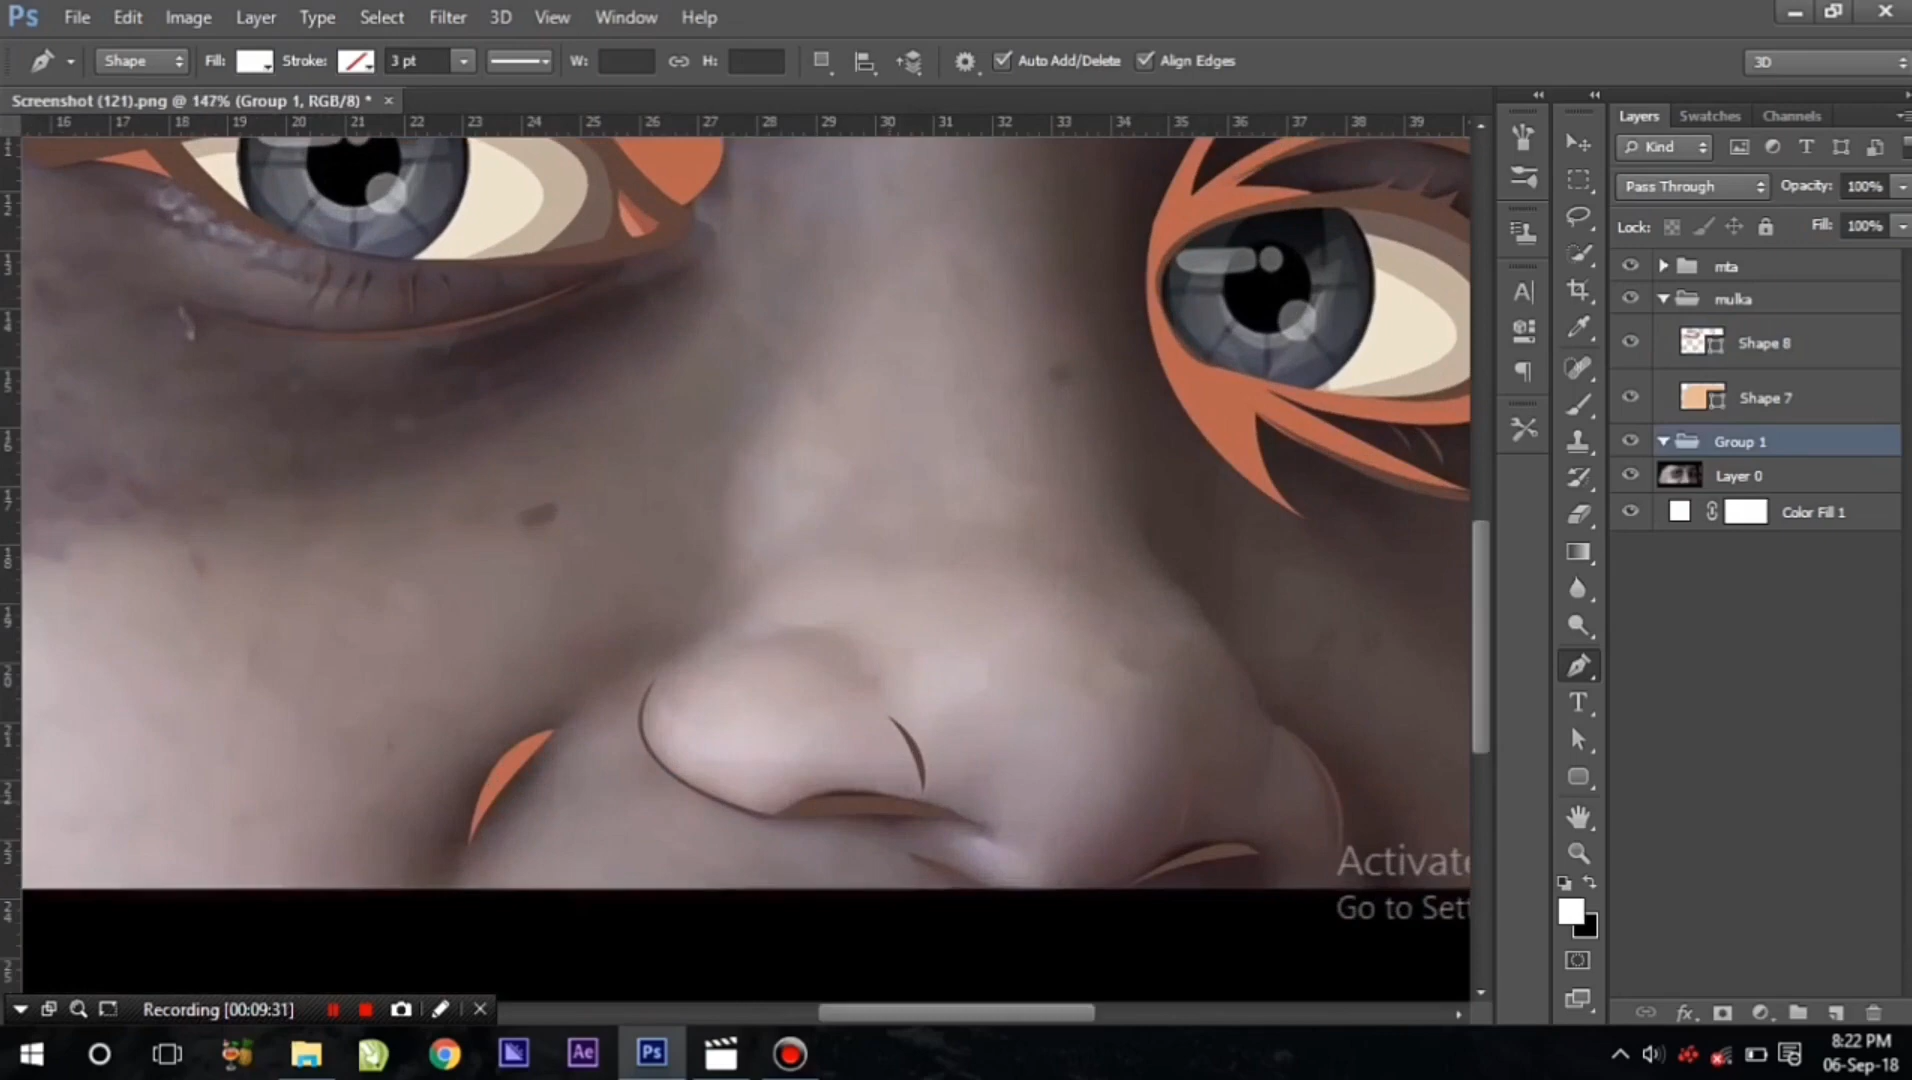 Ps File Edit Image Layer Type Select Filter 3D View Window Help
Shape Fill: Stroke: 3 pt W: H: Auto Add/Delete Align Edges 3D
Screenshot (121).png @ 147% (Group 1, RGB/8) *
16 17 18 19 20 21 22 23 24 25 26 27 28 29 30 31 32 33 34 35 36 37 38 39
Layers Swatches Channels
Kind
Pass Through Opacity: 100%
Lock: Fill: 100%
mta
mulka
Shape 8
Shape 7
Group 1
Layer 0
Color Fill 1
Activate
Go to Sett
Recording [00:09:31]
Ae Ps
8:22 PM
06-Sep-18